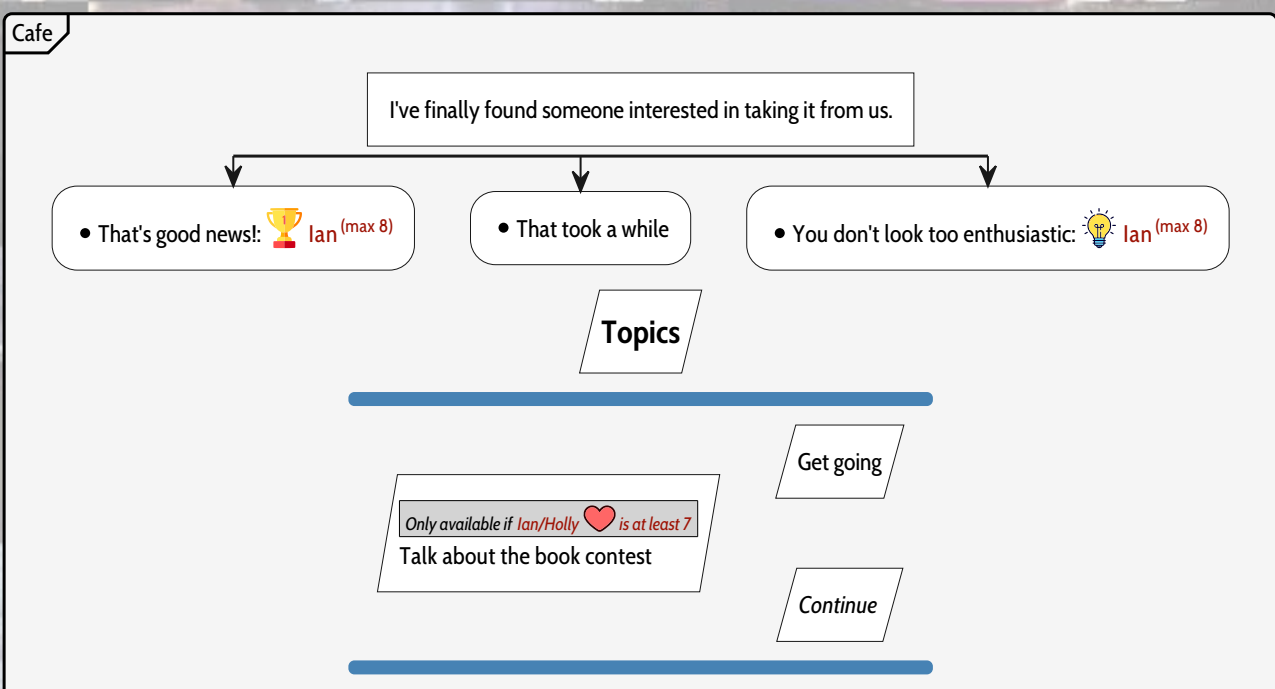 Cafe
I've finally found someone interested in taking it from us.
• That's good news!: 1 Ian (max 8)
• That took a while
• You don't look too enthusiastic: Ian (max 8)
Topics
Get going
Only available if Ian/Holly is at least 7
Talk about the book contest
Continue